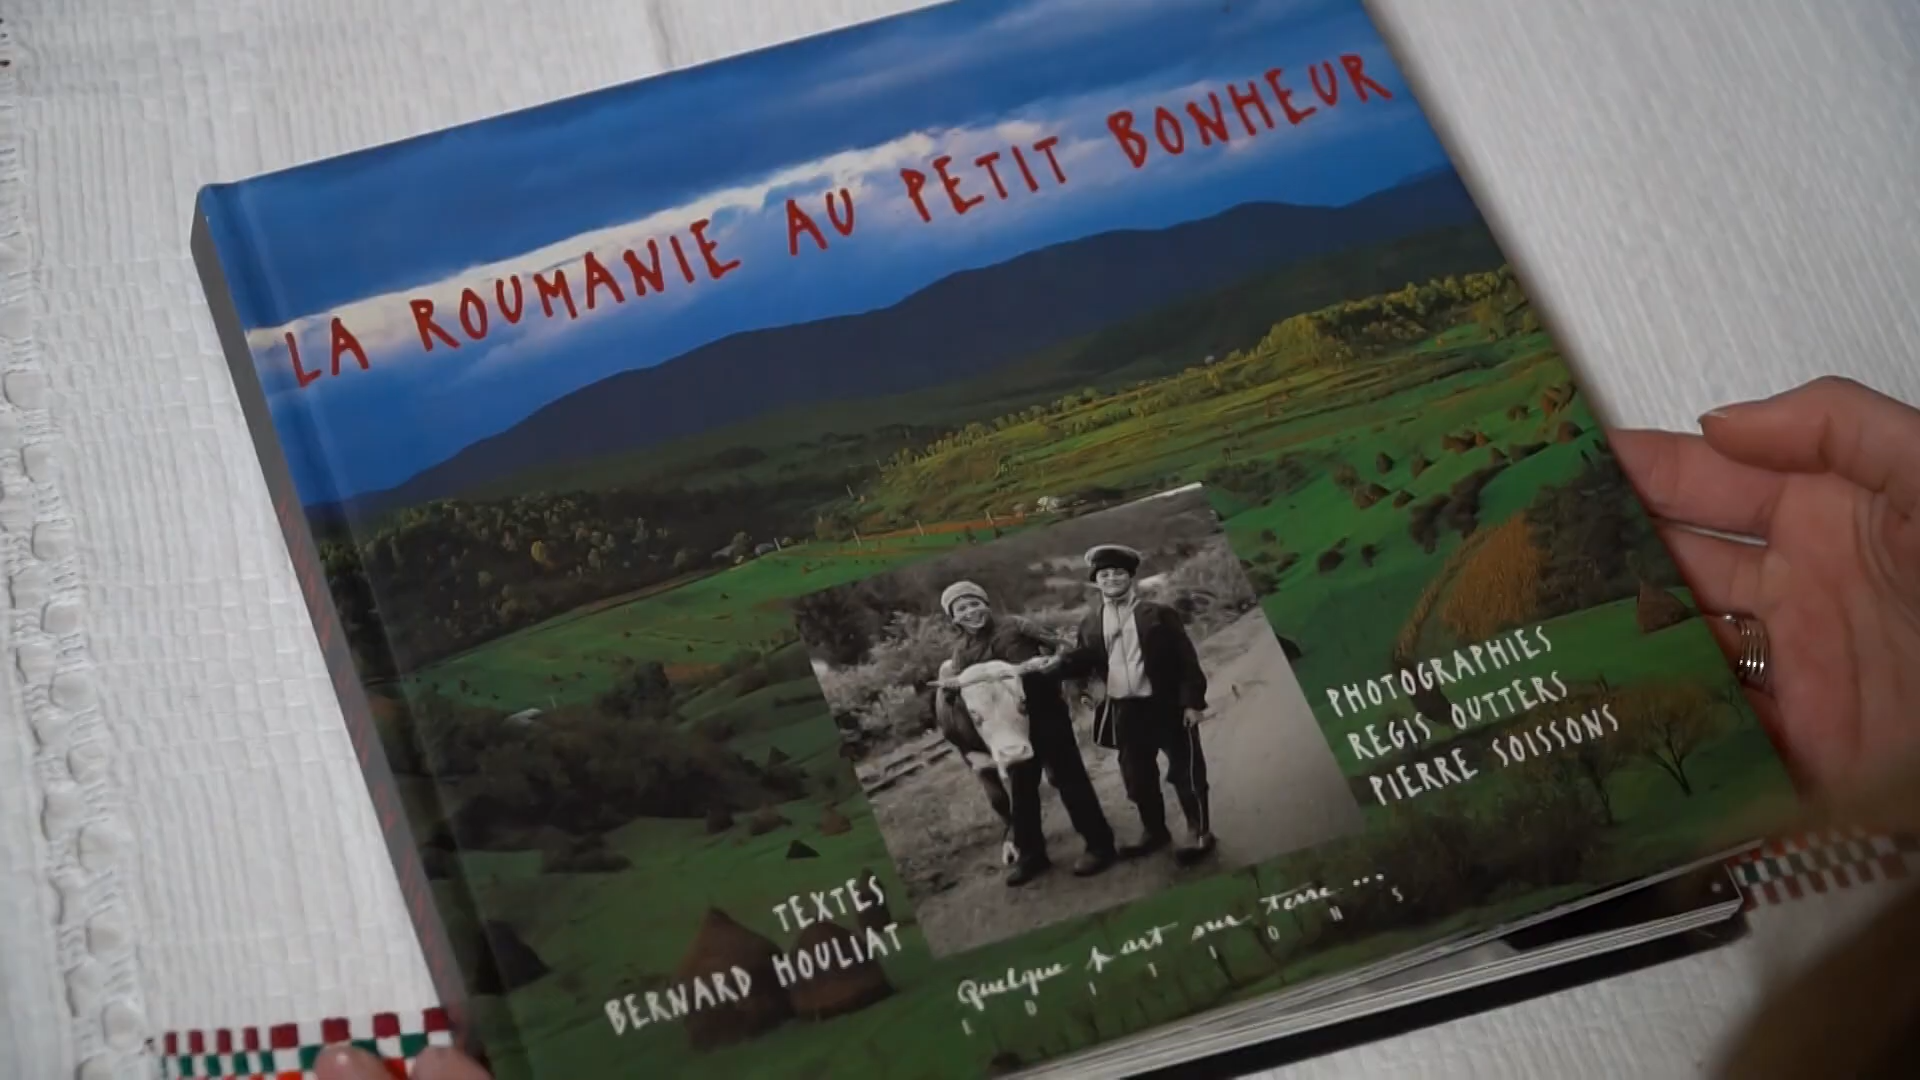 LA ROUMANIE AU PETIT BONHEUR
PHOTOGRAPHIES
REGIS OUTTERS
PIERRE SOISSONS
TEXTES
BERNARD HOULIAT
Quelque part sur terre...
EDITIONS